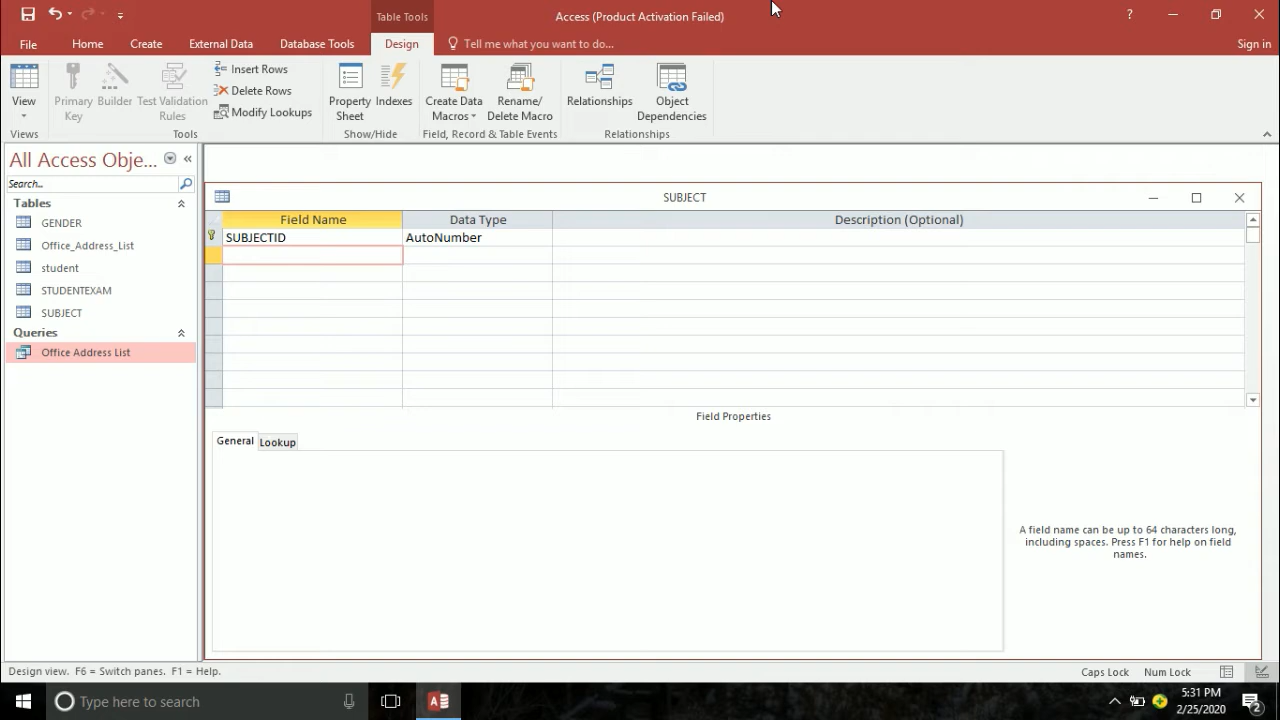 Table Tools
Access (Product Activation Failed)
?
File
Home
Create
External Data
Database Tools
Design
Tell me what you want to do...
Sign in
View
Primary Key
Builder
Test Validation Rules
Insert Rows
Delete Rows
Modify Lookups
Property Sheet
Indexes
Create Data Macros
Rename/ Delete Macro
Relationships
Object Dependencies
Views
Tools
Show/Hide
Field, Record & Table Events
Relationships
All Access Obje...
Search...
Tables
GENDER
Office_Address_List
student
STUDENTEXAM
SUBJECT
Queries
Office Address List
SUBJECT
Field Name
Data Type
Description (Optional)
SUBJECTID
AutoNumber
Field Properties
General
Lookup
A field name can be up to 64 characters long,
including spaces. Press F1 for help on field
names.
Design view. F6 = Switch panes. F1 = Help.
Caps Lock
Num Lock
Type here to search
5:31 PM
2/25/2020
2